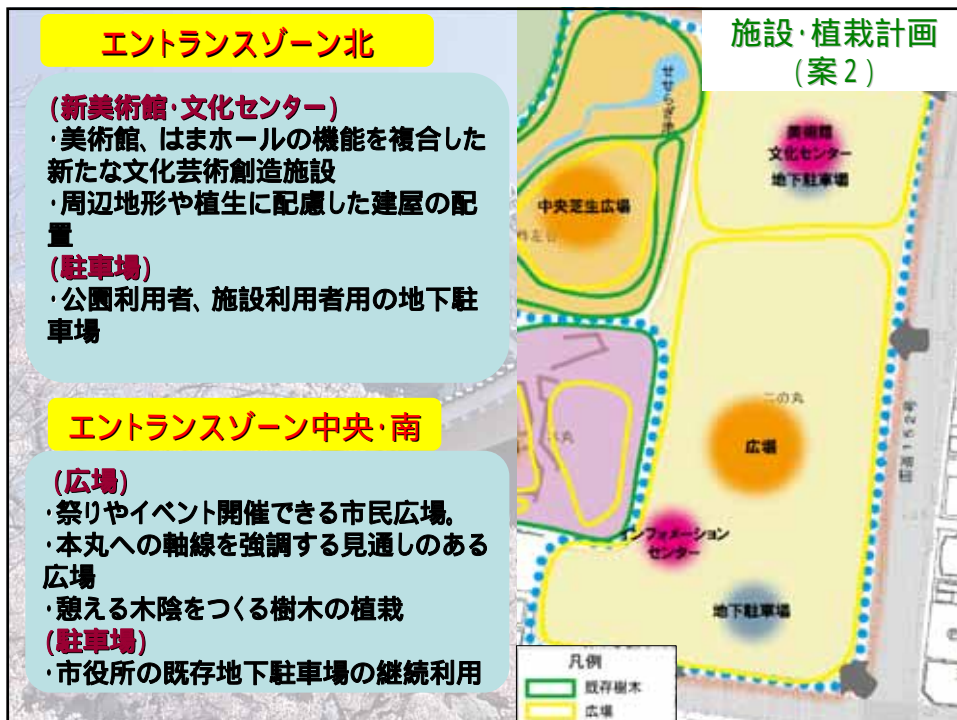 エントランスゾーン北
(新美術館･文化センター)
･美術館、はまホールの機能を複合した
新たな文化芸術創造施設
･周辺地形や植生に配慮した建屋の配
置
(駐車場)
･公園利用者、施設利用者用の地下駐
車場
エントランスゾーン中央･南
(広場)
･祭りやイベント開催できる市民広場。
･本丸への軸線を強調する見通しのある
広場
･憩える木陰をつくる樹木の植栽
(駐車場)
･市役所の既存地下駐車場の継続利用
施設･植栽計画
(案2)
せせらぎ池
美術館
文化センター
地下駐車場
中央芝生広場
二の丸
広場
国道152号
インフォメーション
センター
地下駐車場
凡例
既存樹木
広場